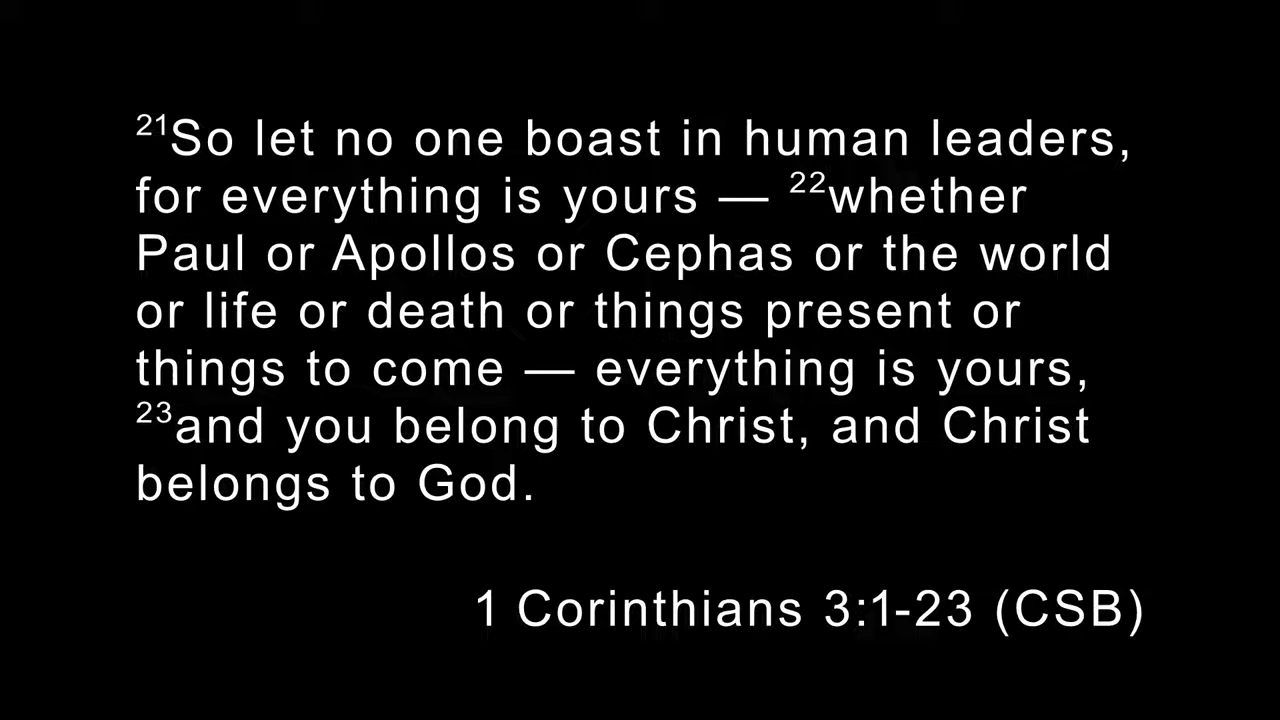 ²¹So let no one boast in human leaders,
for everything is yours — ²²whether
Paul or Apollos or Cephas or the world
or life or death or things present or
things to come — everything is yours,
²³and you belong to Christ, and Christ
belongs to God.
1 Corinthians 3:1-23 (CSB)